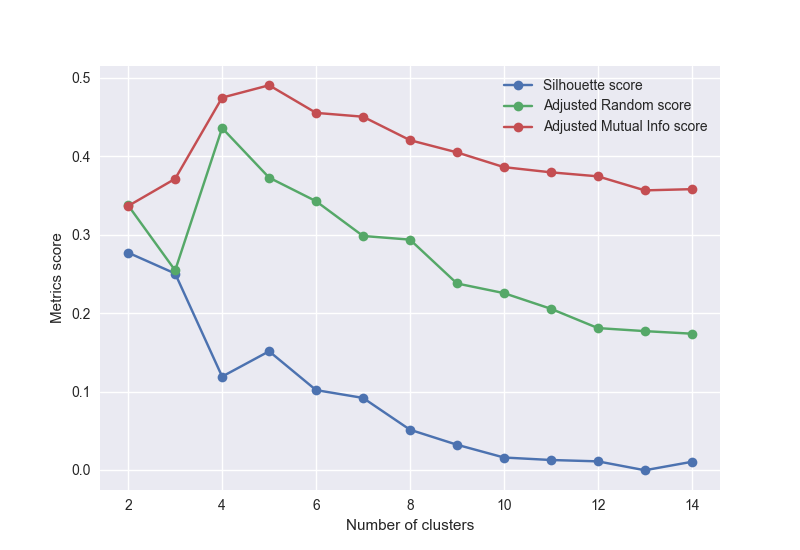 Silhouette score
Adjusted Random score
Adjusted Mutual Info score
0.5
0.4
0.3
0.2
0.1
0.0
Metrics score
2 4 6 8 10 12 14
Number of clusters